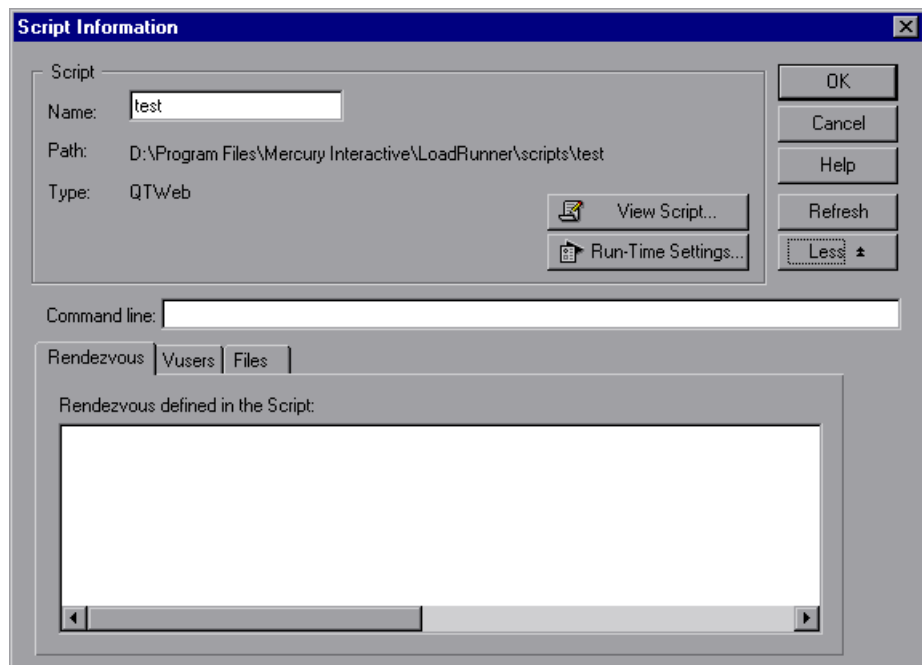 Script Information
Script
Name: test
Path: D:\Program Files\Mercury Interactive\LoadRunner\scripts\test
Type: QTWeb
View Script...
Run-Time Settings...
OK
Cancel
Help
Refresh
Less
Command line:
Rendezvous Vusers Files
Rendezvous defined in the Script: